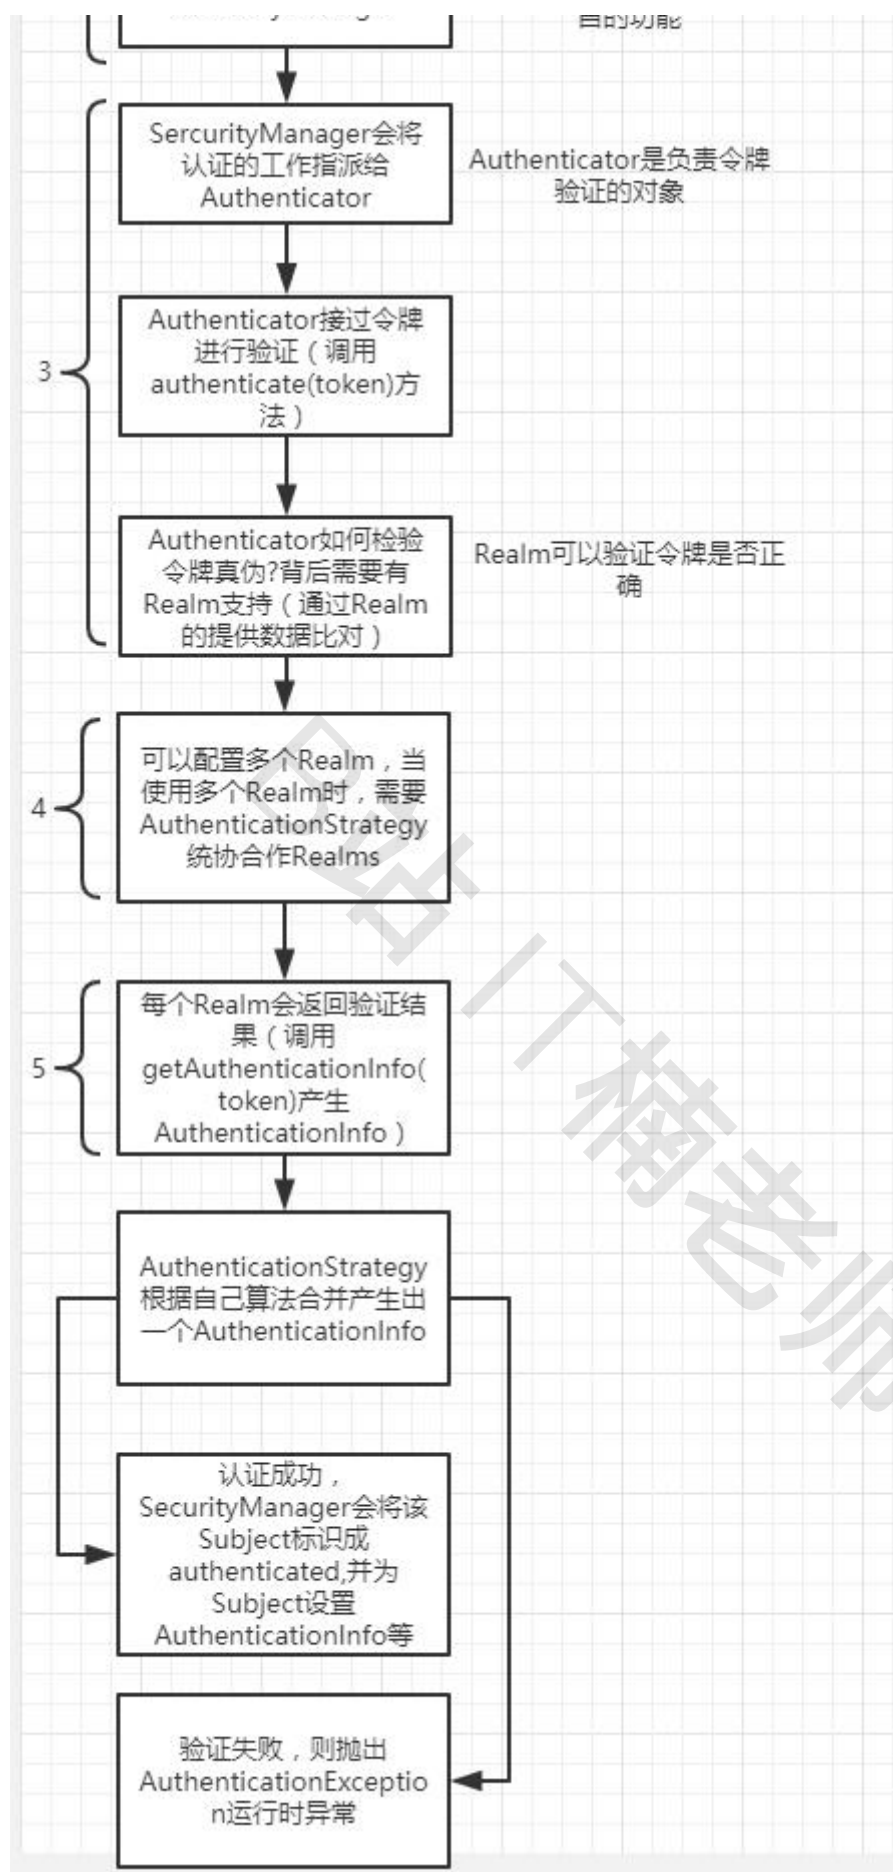 目的功能
SercurityManager会将
认证的工作指派给
Authenticator
Authenticator是负责令牌
验证的对象
3
Authenticator接过令牌
进行验证（调用
authenticate(token)方
法）
Authenticator如何检验
令牌真伪?背后需要有
Realm支持（通过Realm
的提供数据比对）
Realm可以验证令牌是否正
确
4
可以配置多个Realm，当
使用多个Realm时，需要
AuthenticationStrategy
统协合作Realms
5
每个Realm会返回验证结
果（调用
getAuthenticationInfo(
token)产生
AuthenticationInfo）
AuthenticationStrategy
根据自己算法合并产生出
一个AuthenticationInfo
认证成功，
SecurityManager会将该
Subject标识成
authenticated,并为
Subject设置
AuthenticationInfo等
验证失败，则抛出
AuthenticationExceptio
n运行时异常
B站 IT楠老师